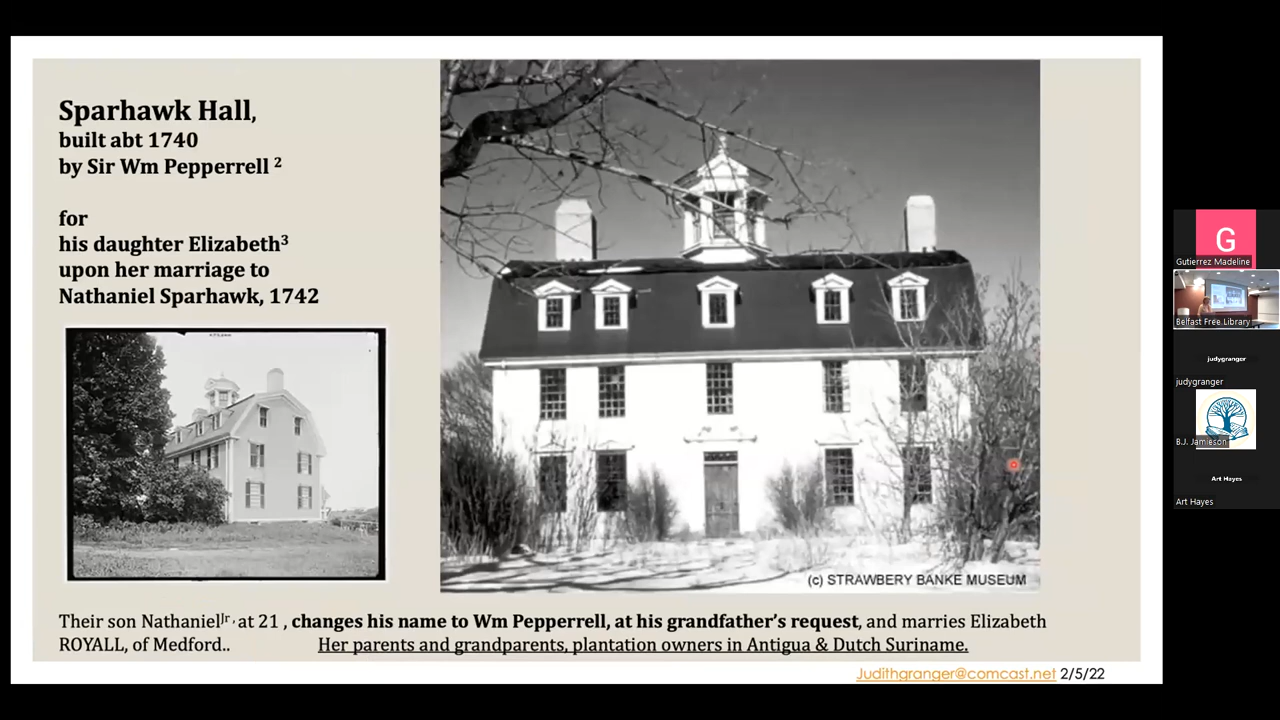 Sparhawk Hall,
built abt 1740
by Sir Wm Pepperrell ²
for
his daughter Elizabeth³
upon her marriage to
Nathaniel Sparhawk, 1742
(c) STRAWBERY BANKE MUSEUM
Their son Nathanielᴶʳ, at 21 , changes his name to Wm Pepperrell, at his grandfather’s request, and marries Elizabeth
ROYALL, of Medford.. Her parents and grandparents, plantation owners in Antigua & Dutch Suriname.
Judithgranger@comcast.net 2/5/22
G
Gutierrez Madeline
Belfast Free Library
judygranger
judygranger
B.J. Jamieson
Art Hayes
Art Hayes